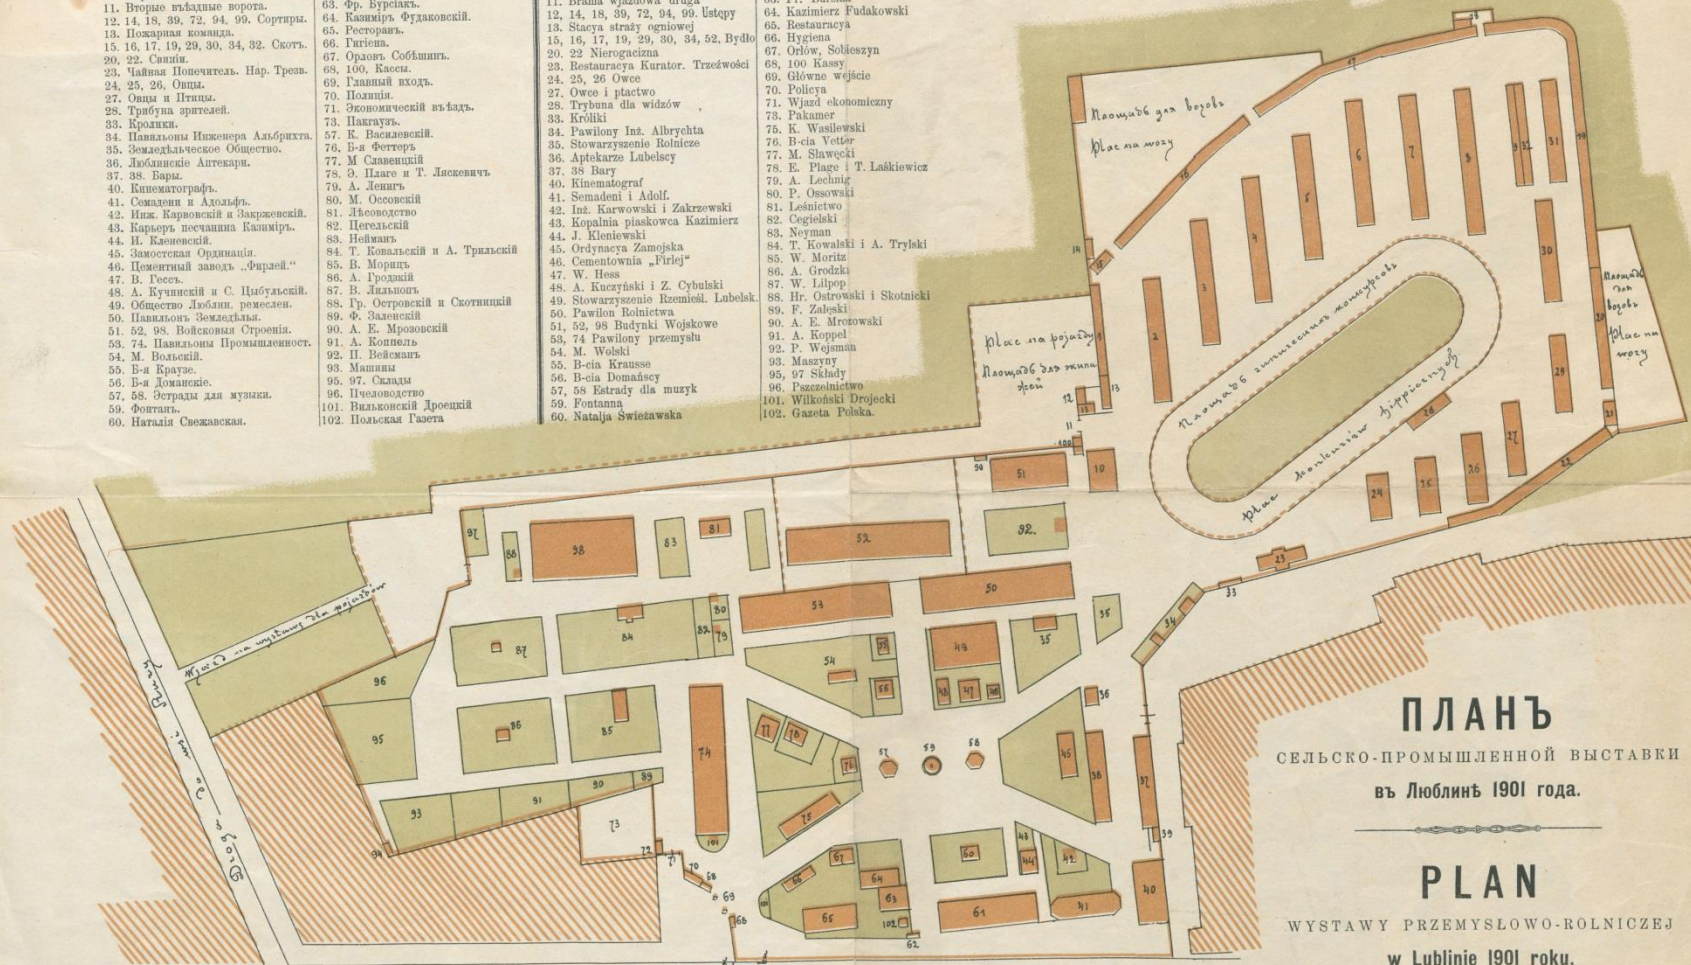 11. Вторые въѣздные ворота.
12. 14, 18, 39, 72, 94, 99. Сортиры.
13. Пожарная команда.
15. 16, 17, 19, 29, 30, 34, 32. Скотъ.
20, 22. Свиньи.
23. Чайная Попечитель. Нар. Трезв.
24, 25, 26, Овцы.
27. Овцы и Птицы.
28. Трибуна зрителей.
33. Кролики.
34. Павильоны Инженера Альбрихта.
35. Земледѣльческое Общество.
36. Люблинскіе Аптекари.
37. 38. Бары.
40. Кинематографъ.
41. Семадени и Адольфъ.
42. Инж. Карвовскій и Закржевскій.
43. Карьеръ песчаника Казиміръ.
44. И. Кленевскій.
45. Замостская Ординація.
46. Цементный заводъ „Фирлей.“
47. В. Гессъ.
48. А. Кучинскій и С. Цыбульскій.
49. Общество Люблин. ремеслен.
50. Павильонъ Земледѣлья.
51. 52, 98. Войсковыя Строенія.
53, 74. Павильоны Промышленност.
54, М. Вольскій.
55. Б-я Краузе.
56. Б-я Доманскіе.
57, 58. Эстрады для музыки.
59. Фонтанъ.
60. Наталія Свежавская.
63. Фр. Бурсіакъ.
64. Казиміръ Фудаковскій.
65. Ресторанъ.
66. Гигіена.
67. Орловъ Собѣшинъ.
68, 100, Кассы.
69. Главный входъ.
70. Полиція.
71. Экономическій въѣздъ.
73. Пакгаузъ.
57. К. Василевскій.
76. Б-я Феттеръ
77. М Славецкій
78. Э. Плаге и Т. Ляскевичъ
79. А. Ленигъ
80. М. Оссовскій
81. Лѣсоводство
82. Цегельскій
83. Нейманъ
84. Т. Ковальскій и А. Трильскій
85. В. Морицъ
86. А. Гродзкій
87. В. Лильпопъ
88. Гр. Островскій и Скотницкій
89. Ф. Заленскій
90. А. Е. Мрозовскій
91. А. Коппель
92. П. Вейсманъ
93. Машины
95. 97. Склады
96. Пчеловодство
101. Вильконскій Дроецкій
102. Польская Газета
11. Brama wjazdowa druga
12, 14, 18, 39, 72, 94, 99. Ustępy
13. Stacya straży ogniowej
15, 16, 17, 19, 29, 30, 34, 52, Bydło
20, 22 Nierogacizna
23. Restauracya Kurator. Trzeźwości
24. 25, 26 Owce
27. Owce i ptactwo
28. Trybuna dla widzów
33. Króliki
34. Pawilony Inż. Albrychta
35. Stowarzyszenie Rolnicze
36. Aptekarze Lubelscy
37. 38 Bary
40. Kinematograf
41. Semadeni i Adolf.
42. Inż. Karwowski i Zakrzewski
43. Kopalnia piaskowca Kazimierz
44. J. Kleniewski
45. Ordynacya Zamojska
46. Cementownia „Firlej“
47. W. Hess
48. A. Kuczyński i Z. Cybulski
49. Stowarzyszenie Rzemieśl. Lubelsk.
50. Pawilon Rolnictwa
51, 52, 98 Budynki Wojskowe
53, 74 Pawilony przemysłu
54. M. Wolski
55. B-cia Krausse
56. B-cia Domańscy
57, 58 Estrady dla muzyk
59. Fontanna
60. Natalja Świeżawska
64. Kazimierz Fudakowski
65. Restauracya
66. Hygiena
67. Orłów, Sobieszyn
68, 100 Kassy
69. Główne wejście
70. Policya
71. Wjazd ekonomiczny
73. Pakamer
75. K. Wasilewski
76. B-cia Vetter
77. M. Sławęcki
78. E. Plage i T. Laśkiewicz
79. A. Lechnig
80. P. Ossowski
81. Leśnictwo
82. Cegielski
83. Neyman
84. T. Kowalski i A. Trylski
85. W. Moritz
86. A. Grodzki
87. W. Lilpop
88. Hr. Ostrowski i Skotnicki
89. F. Załęski
90. A. E. Mrozowski
91. A. Koppel
92. P. Wejsman
93. Maszyny
95, 97 Składy
96. Pszczelnictwo
101. Wilkoński Drojecki
102. Gazeta Polska.
Площадь для возовъ
Plac na wozy
Plac na pojazdy
Площадь для экипажей
Площадь гиппическихъ конкурсовъ
Plac konkursów hippicznych
Площадь
для
возовъ
Plac na
wozy
Wjazd na wystawę dla pojazdów
ПЛАНЪ
СЕЛЬСКО-ПРОМЫШЛЕННОЙ ВЫСТАВКИ
въ Люблинѣ 1901 года.
PLAN
WYSTAWY PRZEMYSŁOWO-ROLNICZEJ
w Lublinie 1901 roku.